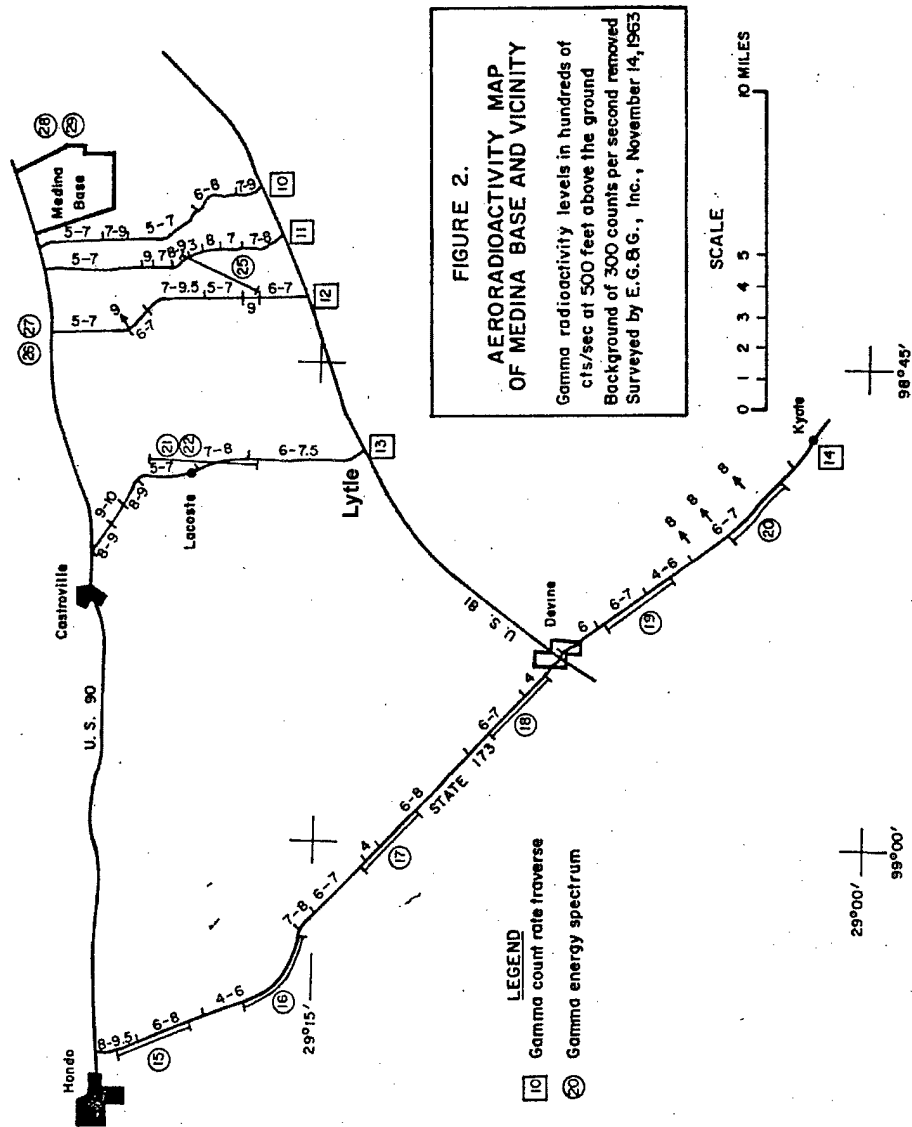 FIGURE 2.
AERORADIOACTIVITY MAP
OF MEDINA BASE AND VICINITY
Gamma radioactivity levels in hundreds of
cts/sec at 500 feet above the ground
Background of 300 counts per second removed
Surveyed by E.G.&G., Inc., November 14, 1963
SCALE
0 1 2 3 4 5 10 MILES
LEGEND
10 Gamma count rate traverse
20 Gamma energy spectrum
Hondo
U.S. 90
Castroville
26 27
Medina
Base
28
29
8-9
9-10
8-9
5-7
21
22
7-8
Lacoste
6-7.5
13
Lytle
5-7
9
6-7
7-9.5
5-7
9
6-7
12
25
5-7
9
7
8-9
9.3
8
7
7-8
11
5-7
7-9
5-7
6-8
7-9
10
U.S. 81
Devine
8-9.5
15
6-8
4-6
16
7-8
6-7
4
17
6-8
STATE 173
6-7
18
4
6
6-7
19
4-6
8
8
8
6-7
20
Kyote
14
29°15'
29°00'
99°00'
98°45'